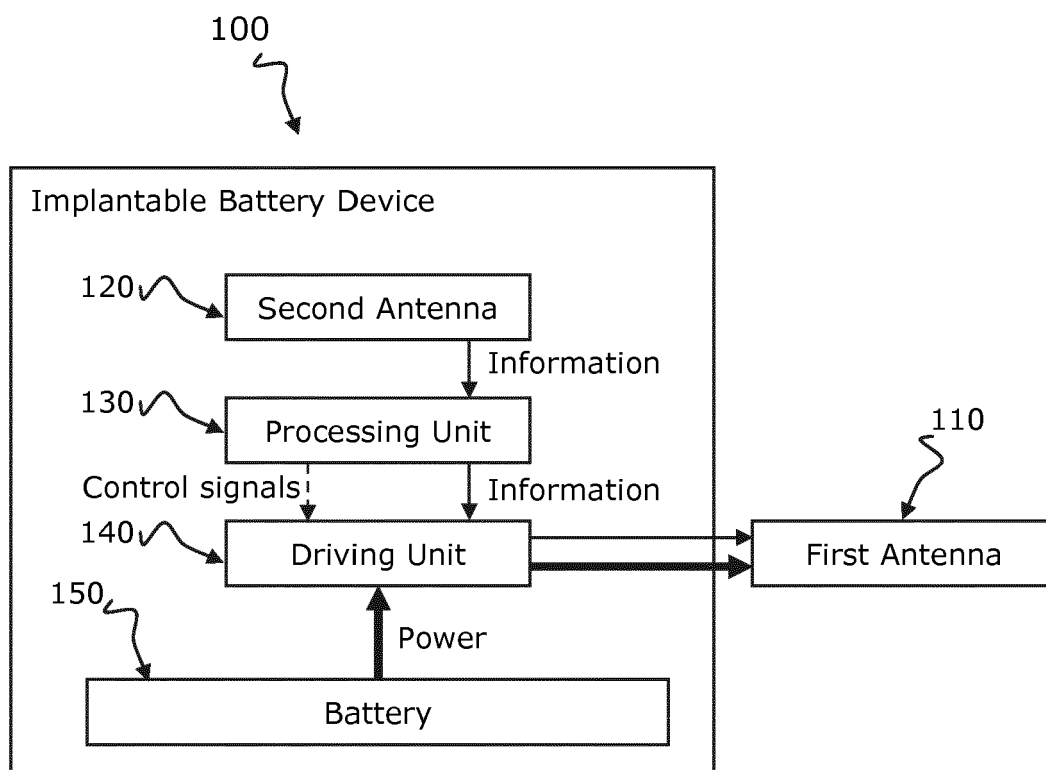 100
Implantable Battery Device
120
Second Antenna
Information
130
Processing Unit
110
Control signals
Information
140
Driving Unit
First Antenna
150
Power
Battery